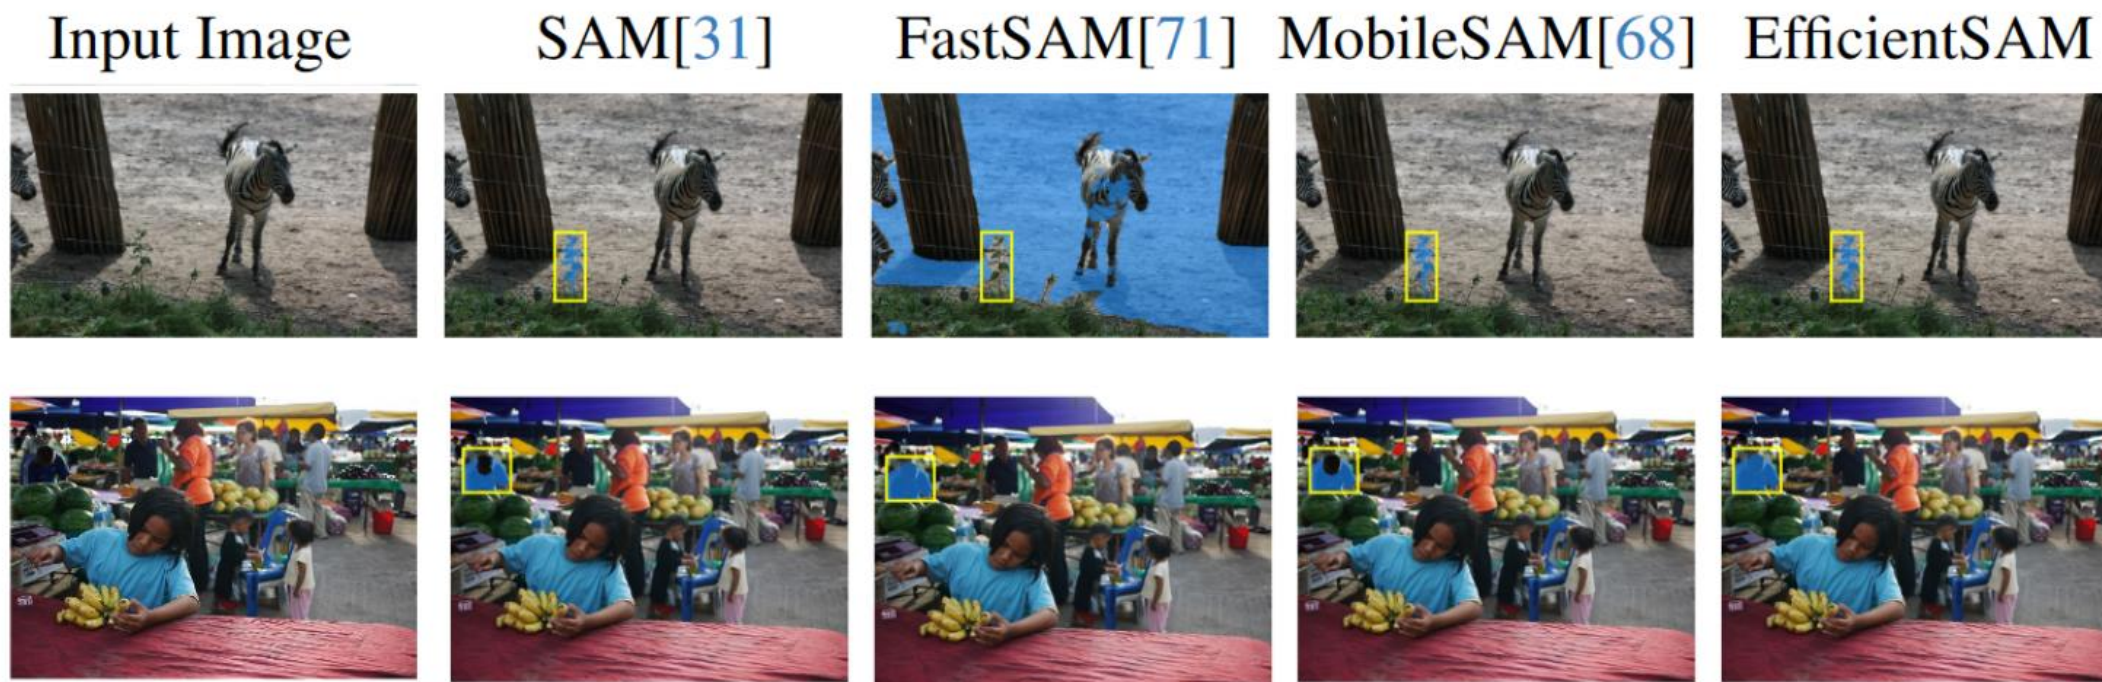 Input Image SAM[31] FastSAM[71] MobileSAM[68] EfficientSAM